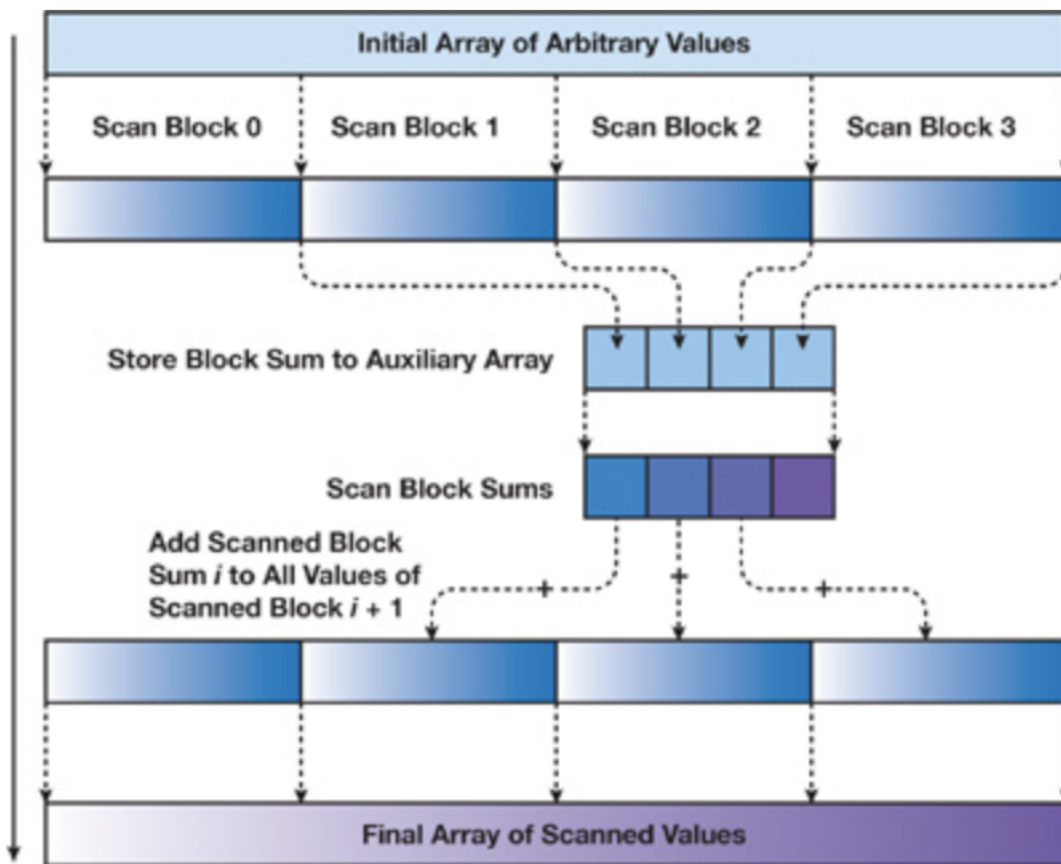 Initial Array of Arbitrary Values
Scan Block 0
Scan Block 1
Scan Block 2
Scan Block 3
Store Block Sum to Auxiliary Array
Scan Block Sums
Add Scanned Block
Sum i to All Values of
Scanned Block i + 1
+
+
+
Final Array of Scanned Values